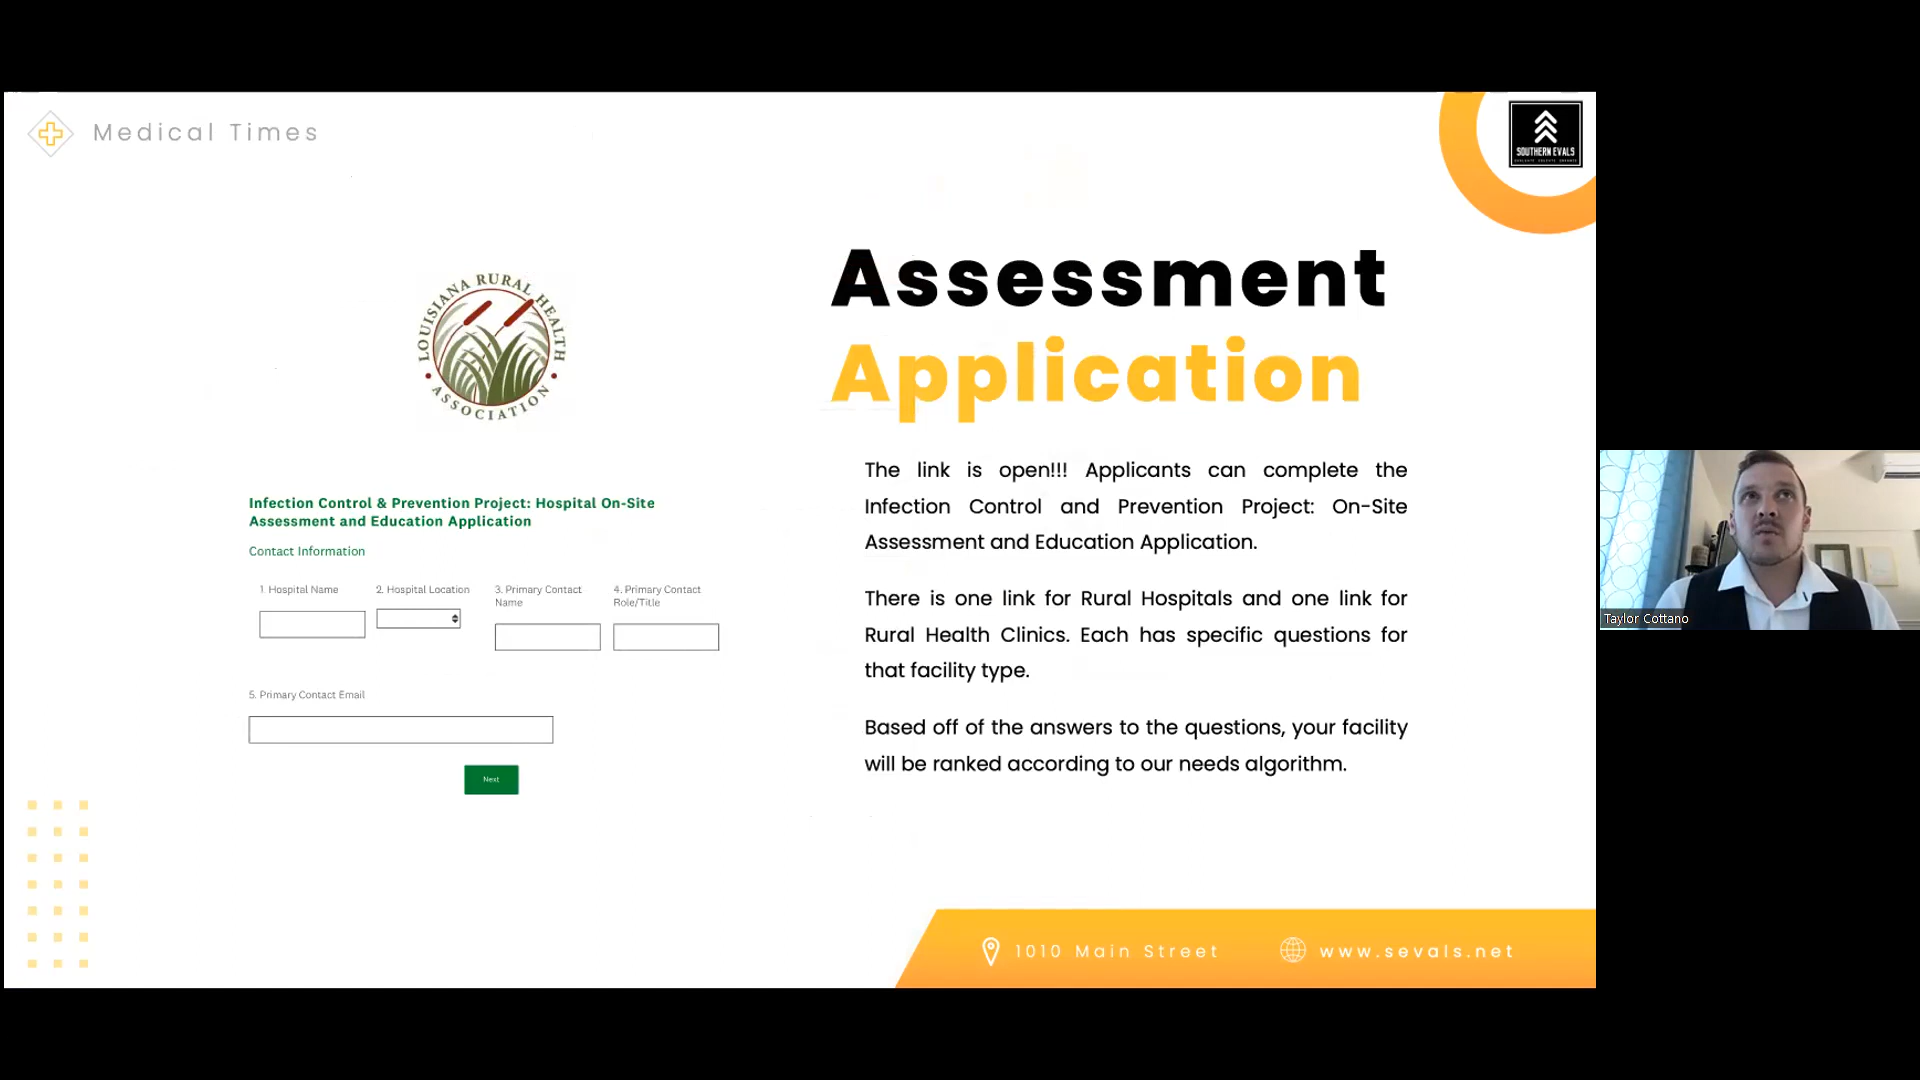 Medical Times
SOUTHERN EVALS
LOUISIANA RURAL HEALTH
ASSOCIATION
Infection Control & Prevention Project: Hospital On-Site
Assessment and Education Application
Contact Information
1. Hospital Name
2. Hospital Location
3. Primary Contact
Name
4. Primary Contact
Role/Title
5. Primary Contact Email
Next
Assessment
Application
The link is open!!! Applicants can complete the
Infection Control and Prevention Project: On-Site
Assessment and Education Application.
There is one link for Rural Hospitals and one link for
Rural Health Clinics. Each has specific questions for
that facility type.
Based off of the answers to the questions, your facility
will be ranked according to our needs algorithm.
1010 Main Street
www.sevals.net
Taylor Cottano